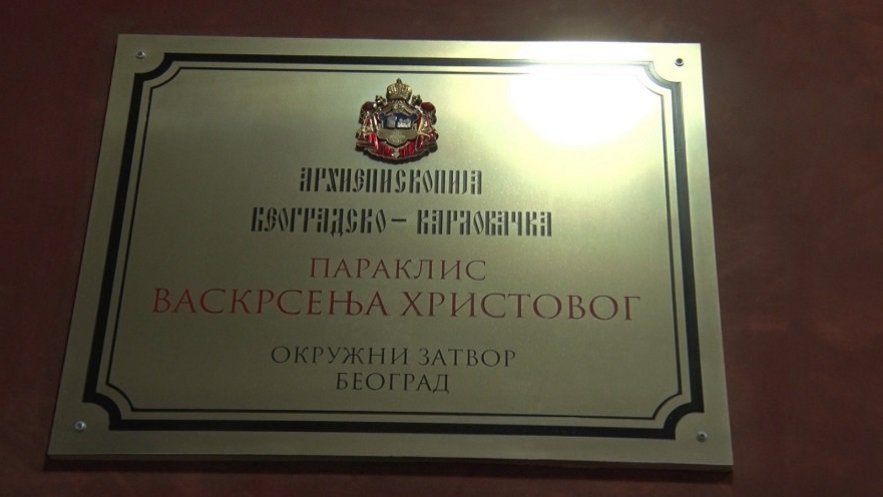 АРХИЕПИСКОПИЈА
БЕОГРАДСКО – КАРЛОВАЧКА
ПАРАКЛИС
ВАСКРСЕЊА ХРИСТОВОГ
ОКРУЖНИ ЗАТВОР
БЕОГРАД